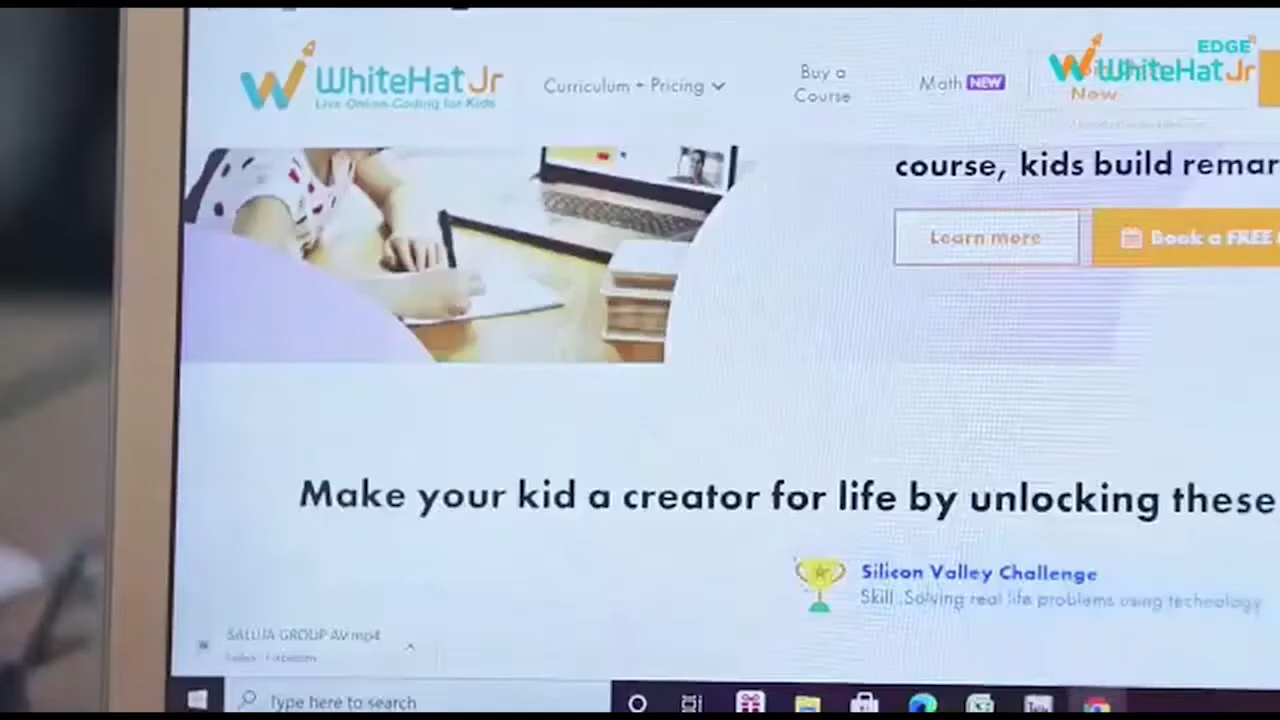 WhiteHat Jr
Live Online Coding for Kids
Curriculum + Pricing
Buy a
Course
Math NEW
EDGE
WhiteHat Jr
Now
course, kids build remar
Learn more
Book a FREE
Make your kid a creator for life by unlocking these
Silicon Valley Challenge
Skill: Solving real life problems using technology
SALUJA GROUP AV.mp4
Type here to search